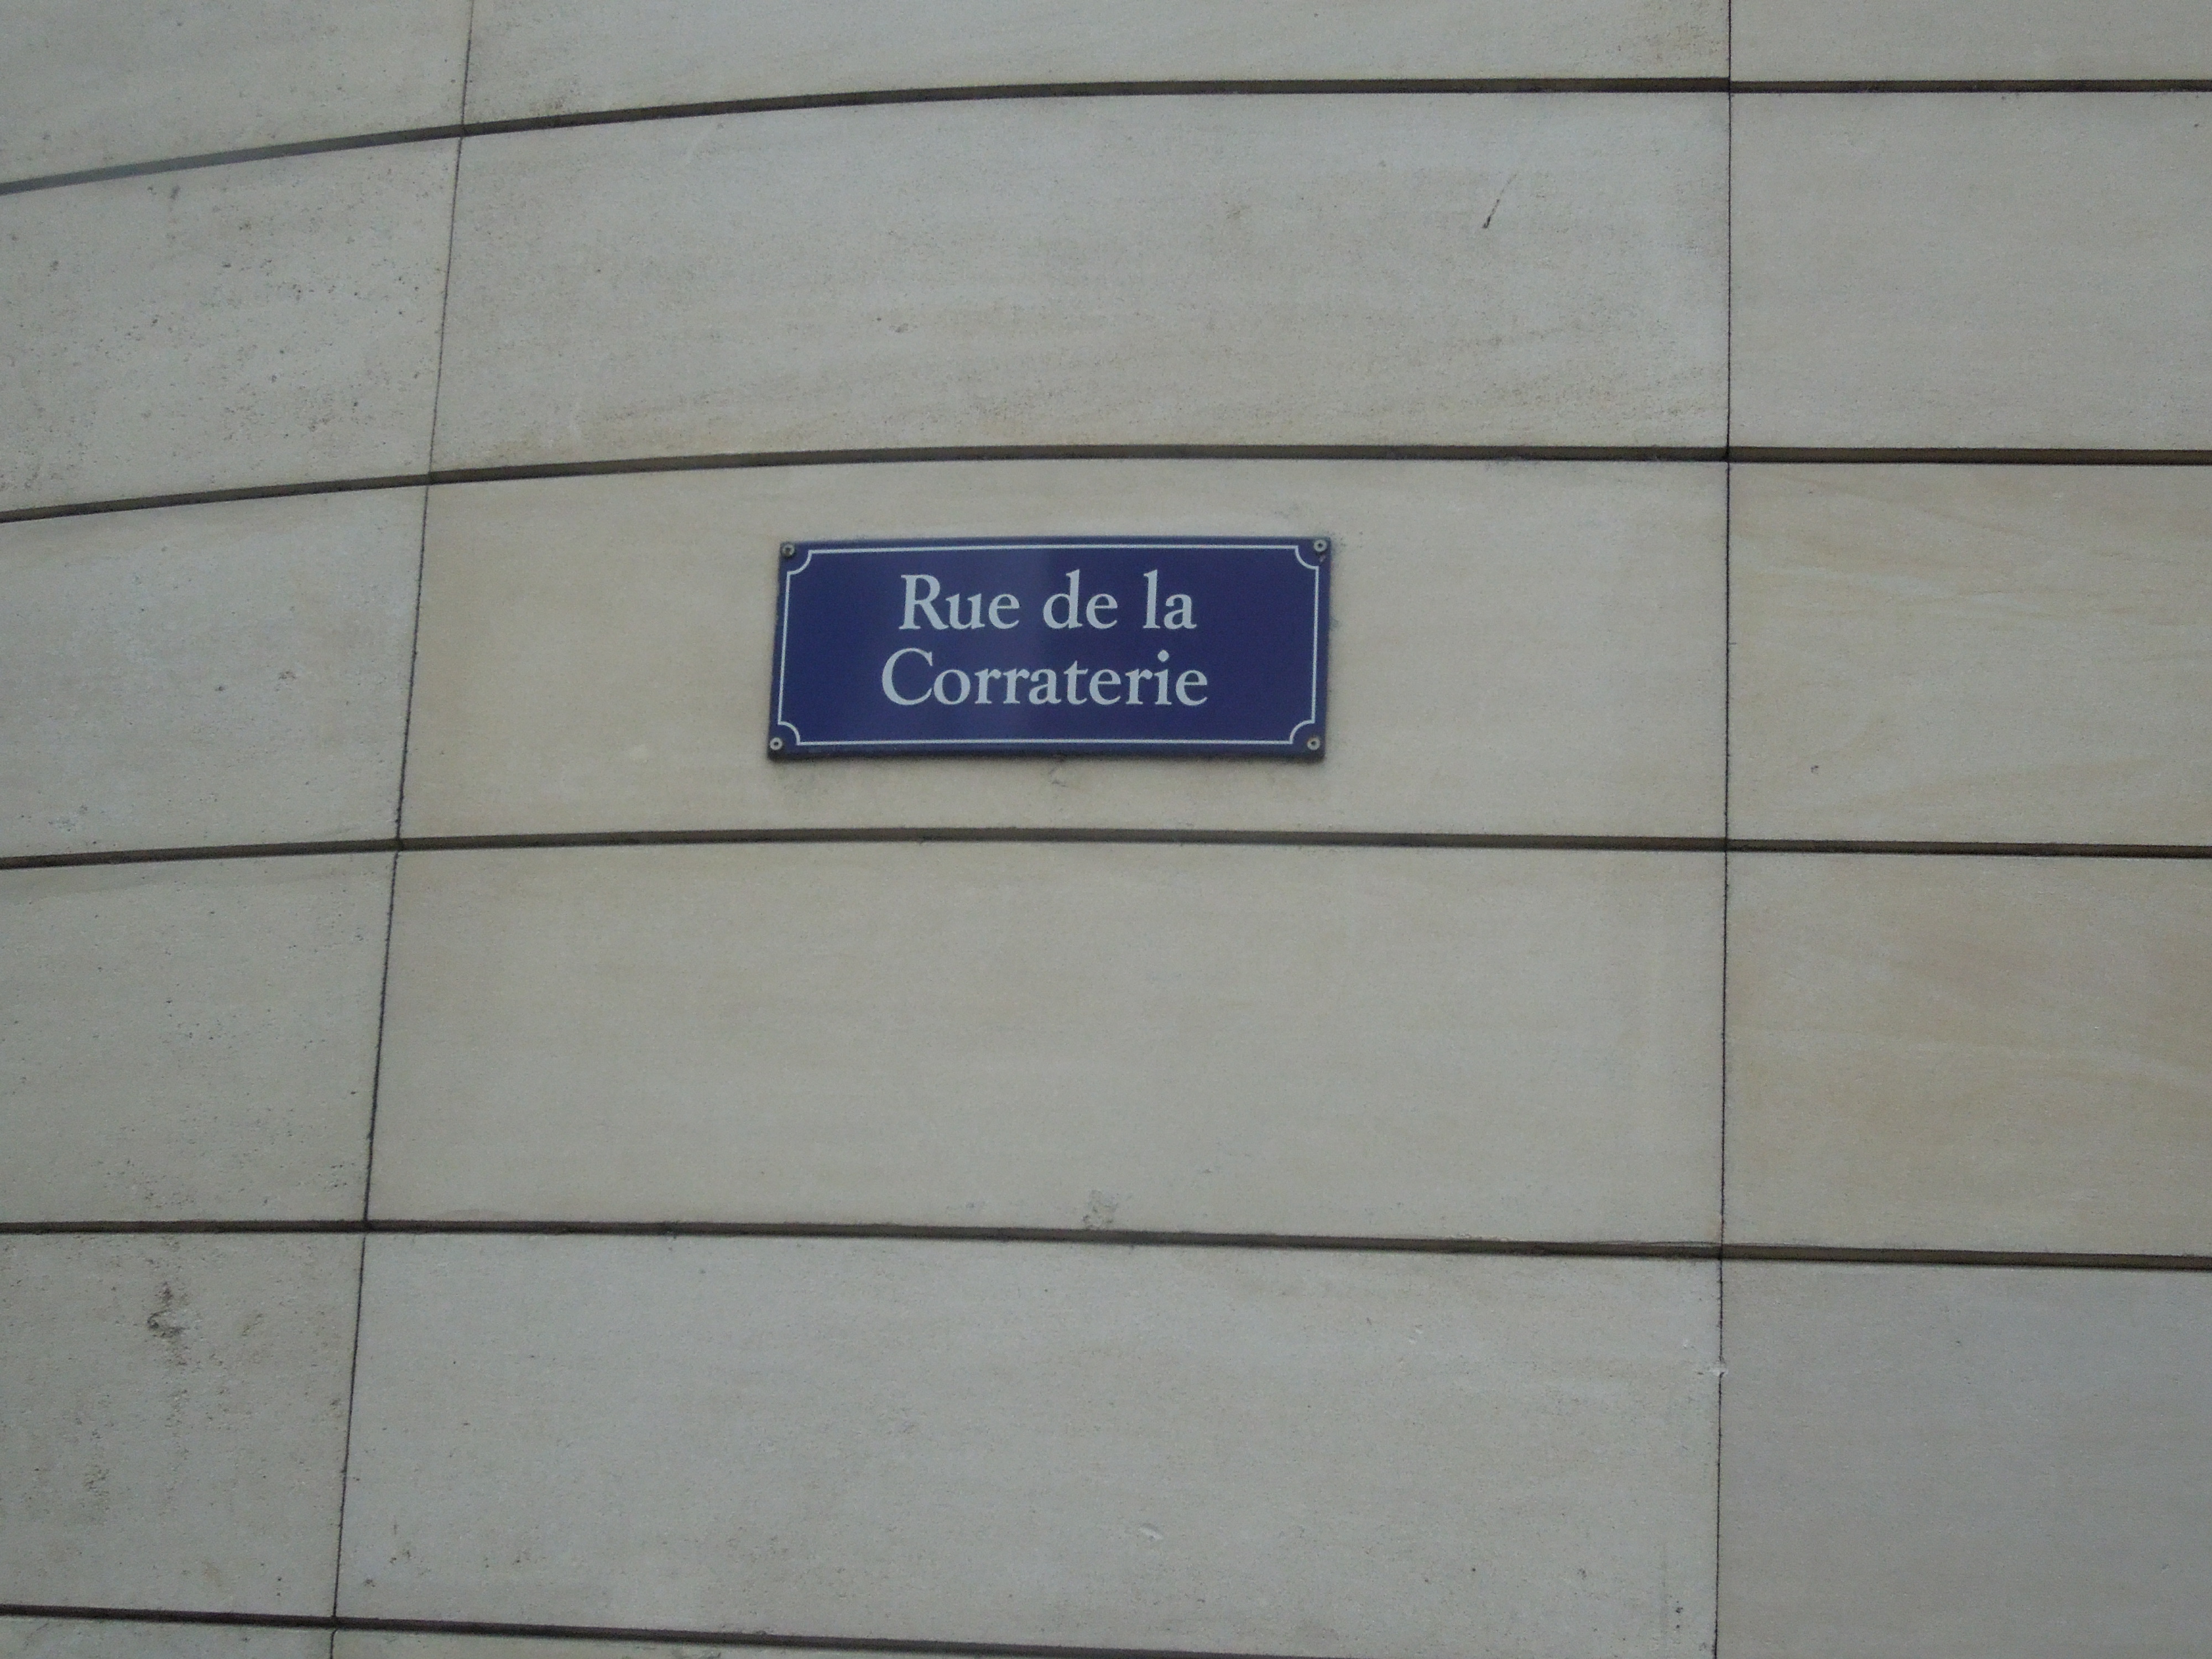 Rue de la
Corraterie